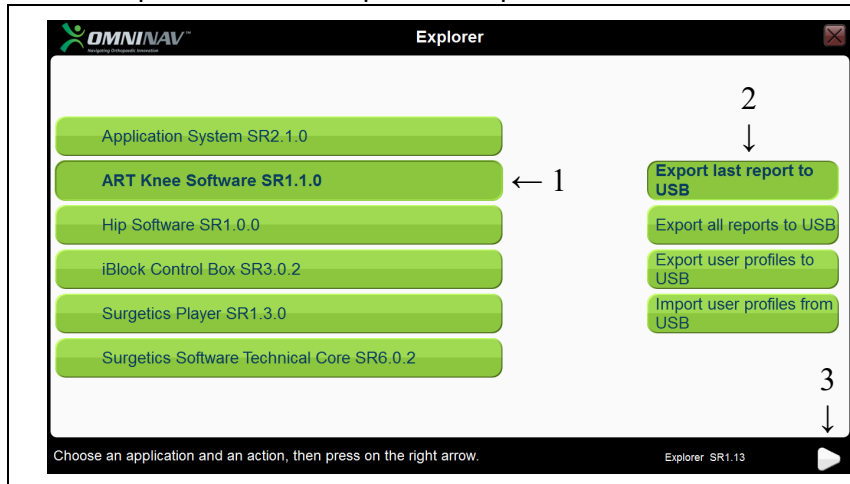 OMNINAV™
Navigating Orthopaedic Innovation
Explorer
2
↓
Application System SR2.1.0
ART Knee Software SR1.1.0
← 1
Export last report to
USB
Hip Software SR1.0.0
Export all reports to USB
iBlock Control Box SR3.0.2
Export user profiles to
USB
Surgetics Player SR1.3.0
Import user profiles from
USB
Surgetics Software Technical Core SR6.0.2
3
↓
Choose an application and an action, then press on the right arrow.
Explorer SR1.13